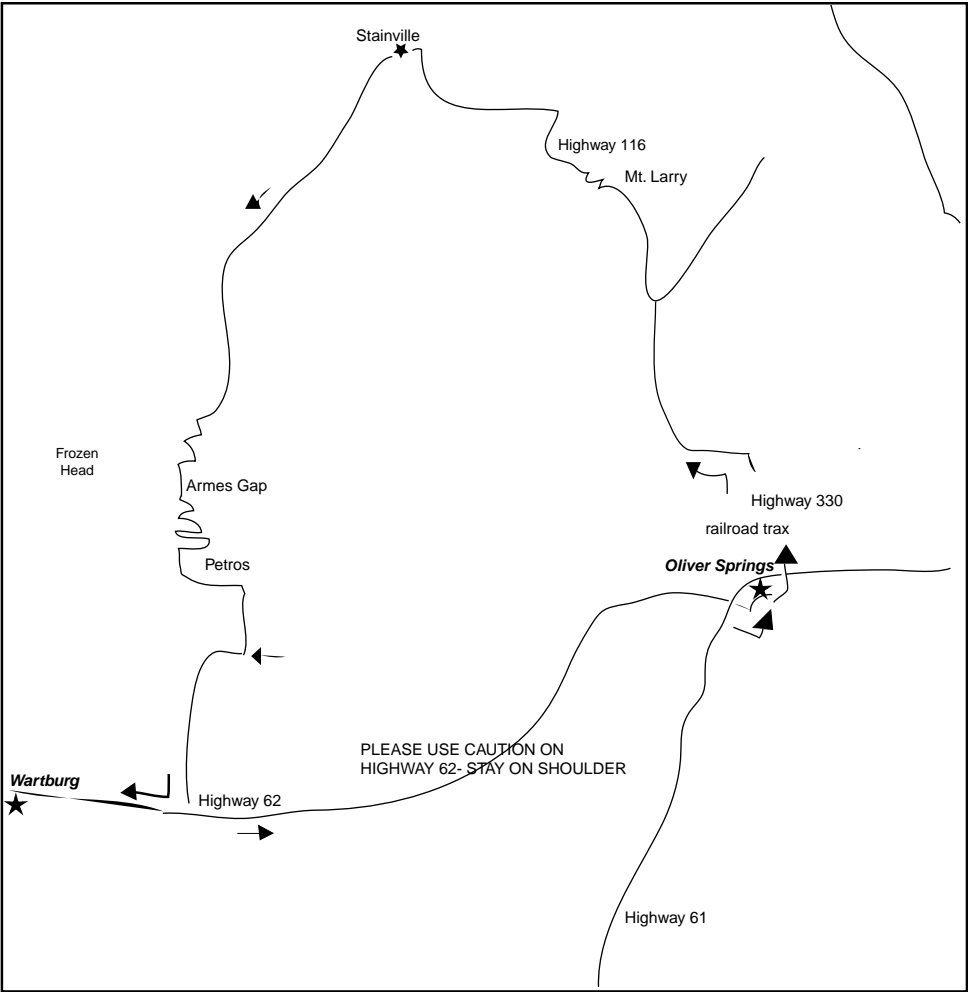 Stainville
Highway 116
Mt. Larry
Frozen
Head
Armes Gap
Highway 330
railroad trax
Petros
Oliver Springs
PLEASE USE CAUTION ON
HIGHWAY 62- STAY ON SHOULDER
Wartburg
Highway 62
Highway 61